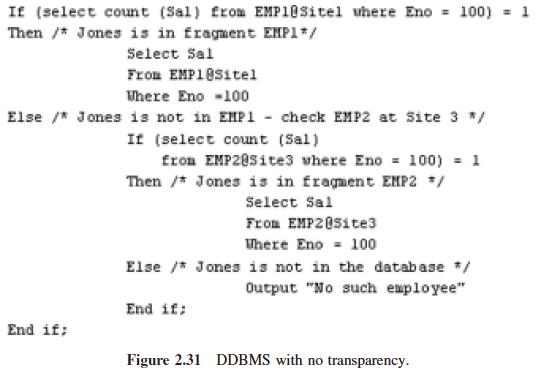 If (select count (Sal) from EMP1@Site1 where Eno = 100) = 1
Then /* Jones is in fragment EMP1*/
Select Sal
From EMP1@Site1
Where Eno =100
Else /* Jones is not in EMP1 - check EMP2 at Site 3 */
If (select count (Sal)
from EMP2@Site3 where Eno = 100) = 1
Then /* Jones is in fragment EMP2 */
Select Sal
From EMP2@Site3
Where Eno = 100
Else /* Jones is not in the database */
Output "No such employee"
End if;
End if;
Figure 2.31 DDBMS with no transparency.